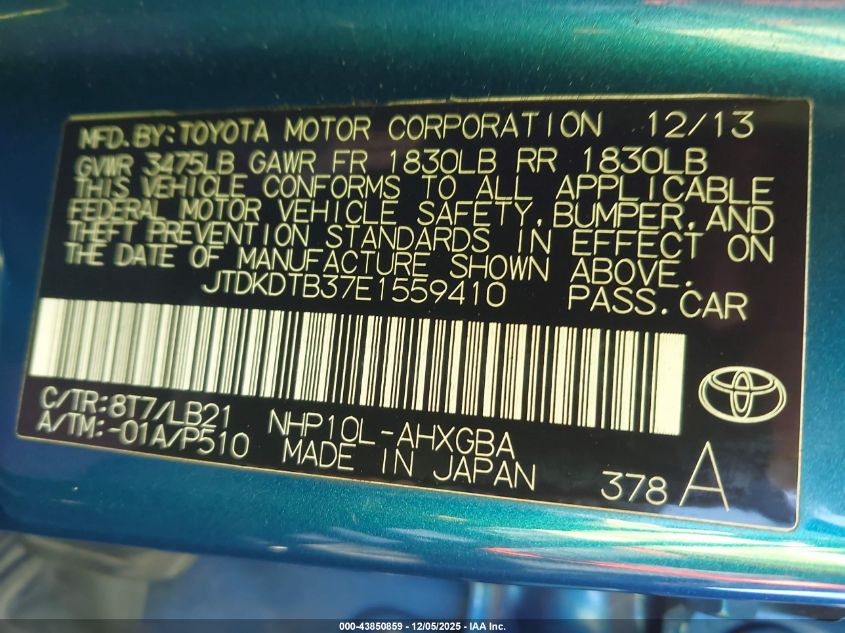 MFD.BY:TOYOTA MOTOR CORPORATION 12/13
GVWR 3475LB GAWR FR 1830LB RR 1830LB
THIS VEHICLE CONFORMS TO ALL APPLICABLE
FEDERAL MOTOR VEHICLE SAFETY, BUMPER, AND
THEFT PREVENTION STANDARDS IN EFFECT ON
THE DATE OF MANUFACTURE SHOWN ABOVE.
JTDKDTB37E1559410 PASS.CAR
C/TR:8T7/LB21 NHP10L-AHXGBA
A/TM:-01A/P510 MADE IN JAPAN 378 A
000-43850859 - 12/05/2025 - IAA Inc.